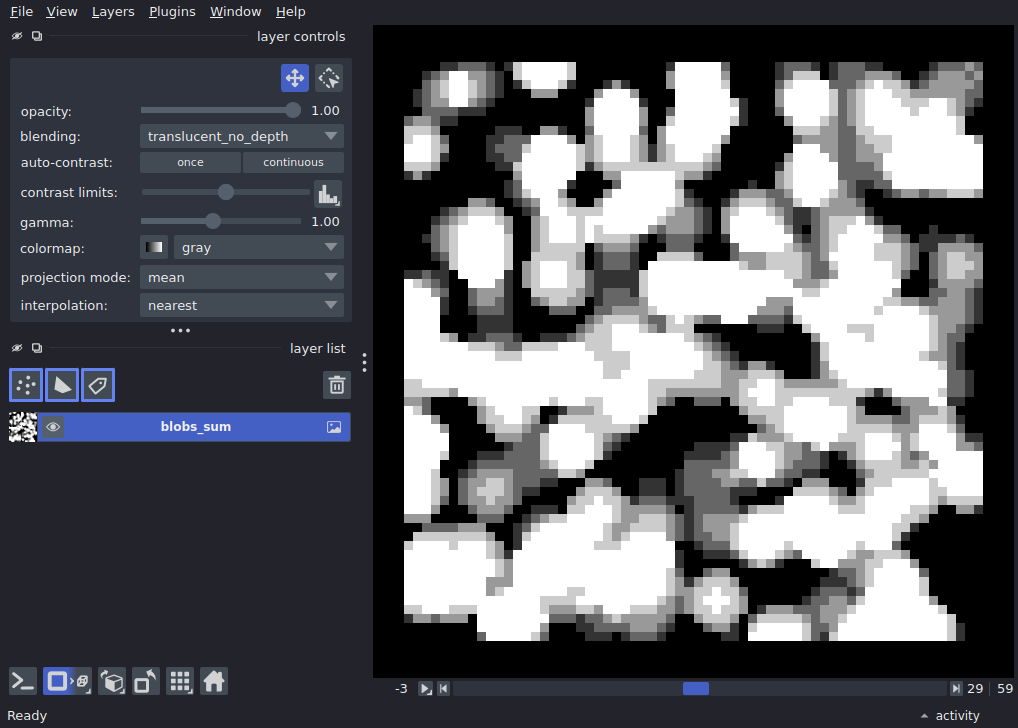 File View Layers Plugins Window Help
layer controls
opacity: 1.00
blending: translucent_no_depth
auto-contrast: once continuous
contrast limits:
gamma: 1.00
colormap: gray
projection mode: mean
interpolation: nearest
layer list
blobs_sum
-3 29 59
Ready activity